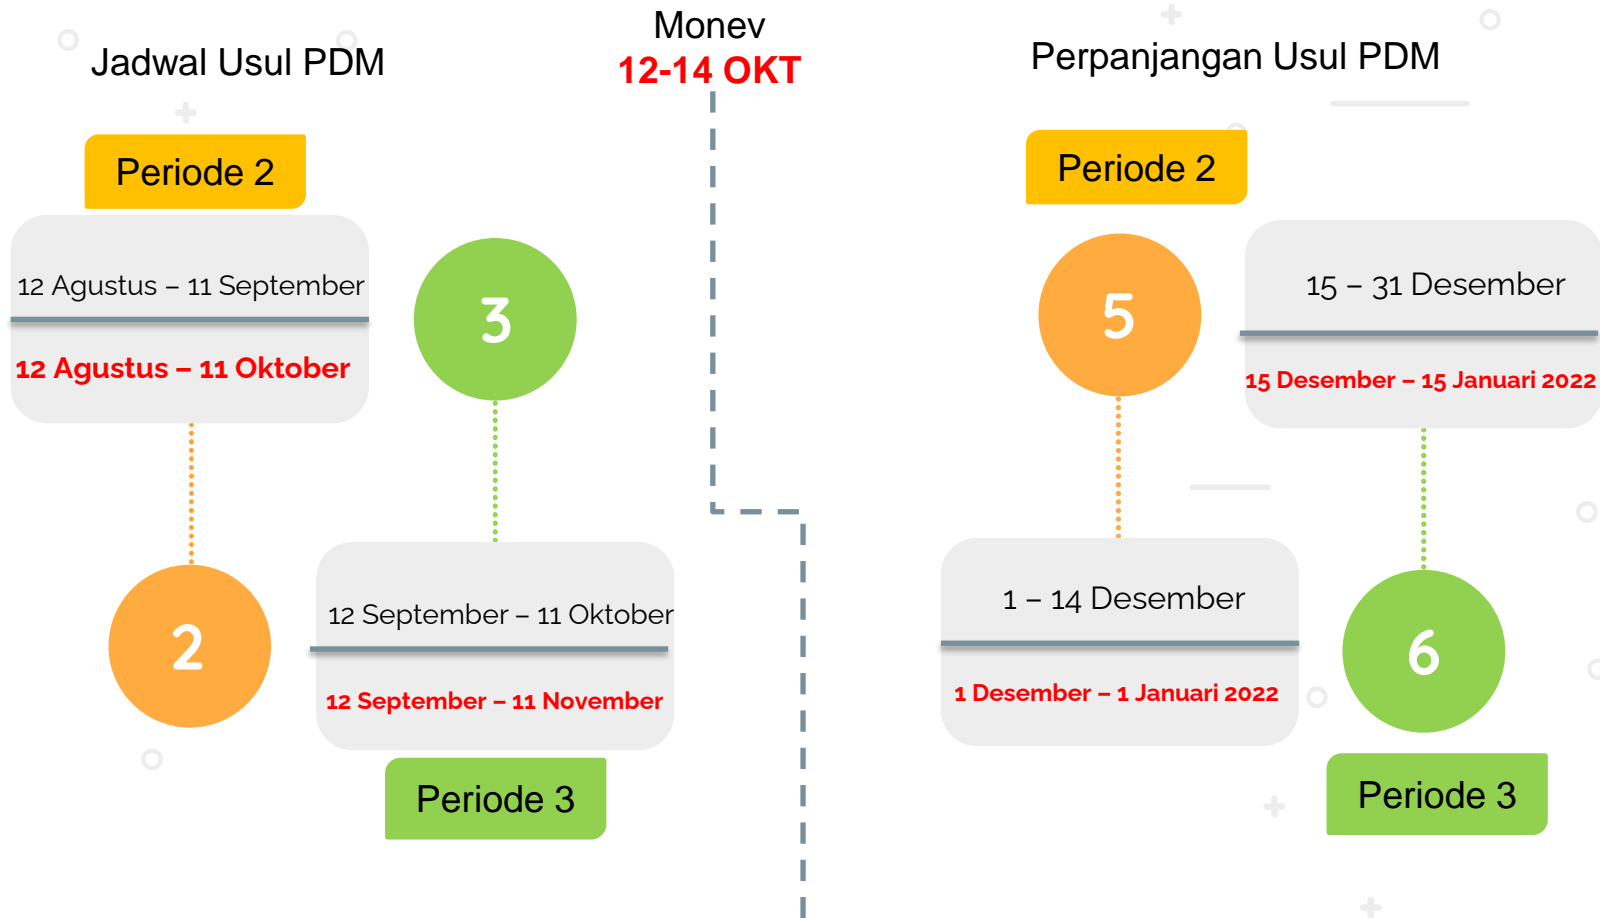 Jadwal Usul PDM
Periode 2
12 Agustus – 11 September
12 Agustus – 11 Oktober
2
3
12 September – 11 Oktober
12 September – 11 November
Periode 3
Monev
12-14 OKT
Perpanjangan Usul PDM
Periode 2
5
1 – 14 Desember
1 Desember – 1 Januari 2022
15 – 31 Desember
15 Desember – 15 Januari 2022
6
Periode 3